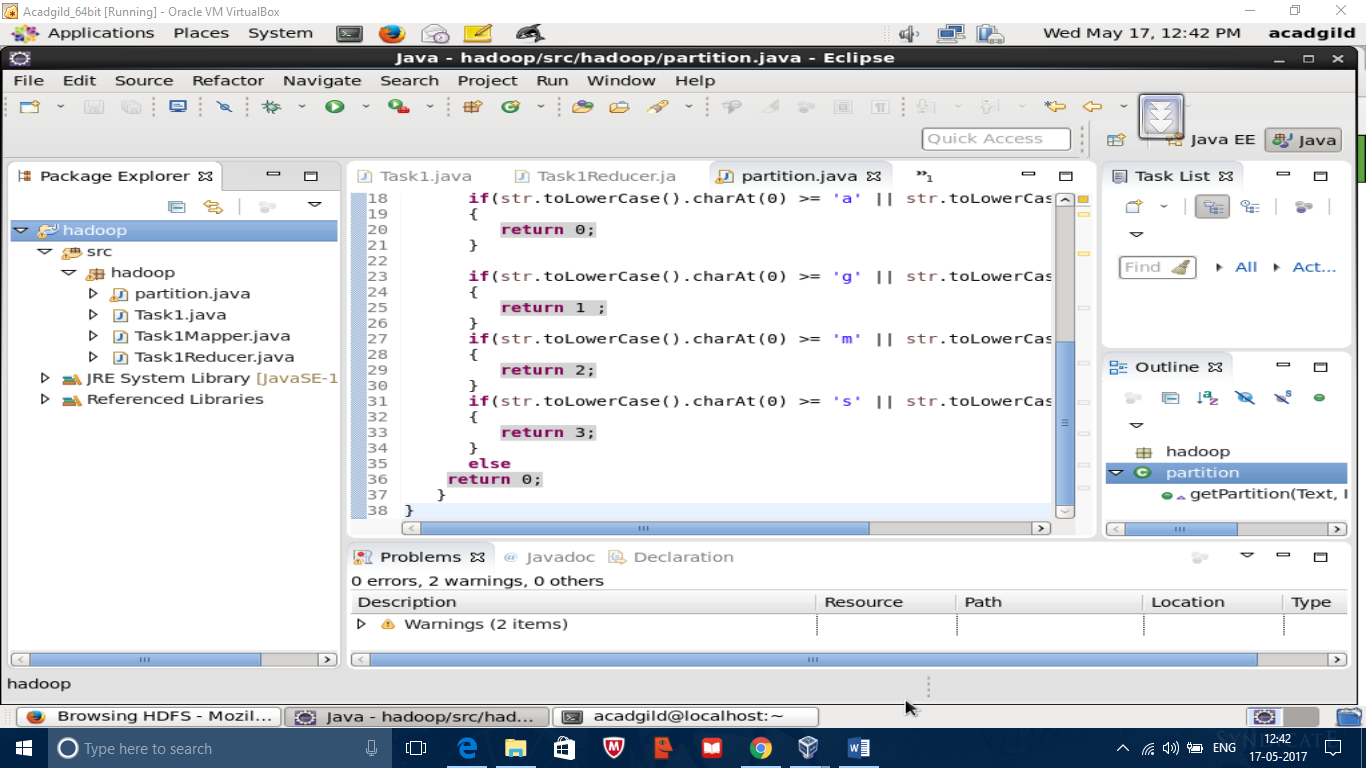 Acadgild_64bit [Running] - Oracle VM VirtualBox
Applications Places System Wed May 17, 12:42 PM acadgild
Java - hadoop/src/hadoop/partition.java - Eclipse
File Edit Source Refactor Navigate Search Project Run Window Help
Quick Access Java EE Java
Package Explorer
hadoop
src
hadoop
partition.java
Task1.java
Task1Mapper.java
Task1Reducer.java
JRE System Library [JavaSE-1
Referenced Libraries
Task1.java Task1Reducer.ja partition.java »1
18 if(str.toLowerCase().charAt(0) >= 'a' || str.toLowerCas
19 {
20 return 0;
21 }
22
23 if(str.toLowerCase().charAt(0) >= 'g' || str.toLowerCas
24 {
25 return 1 ;
26 }
27 if(str.toLowerCase().charAt(0) >= 'm' || str.toLowerCas
28 {
29 return 2;
30 }
31 if(str.toLowerCase().charAt(0) >= 's' || str.toLowerCas
32 {
33 return 3;
34 }
35 else
36 return 0;
37 }
38 }
Task List
Find All Act...
Outline
hadoop
partition
getPartition(Text, I
Problems Javadoc Declaration
0 errors, 2 warnings, 0 others
Description Resource Path Location Type
Warnings (2 items)
hadoop
Browsing HDFS - Mozil... Java - hadoop/src/had... acadgild@localhost:~
Type here to search ENG 12:42
17-05-2017